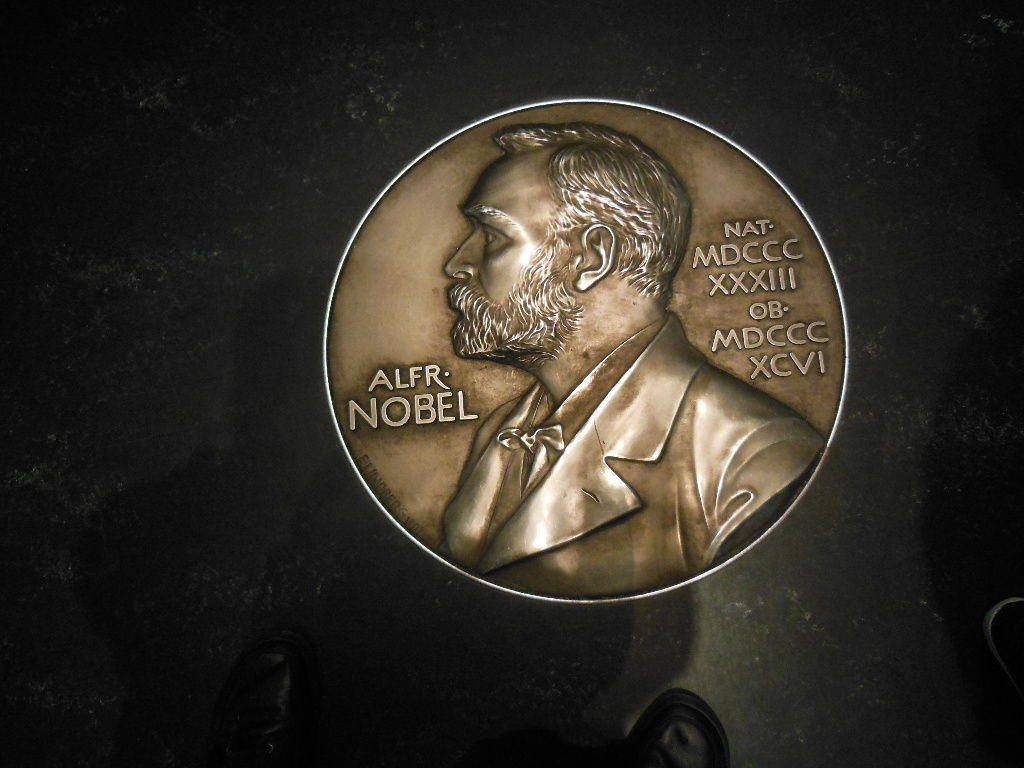 ALFR·
NOBEL
NAT·
MDCCC
XXXIII
OB·
MDCCC
XCVI